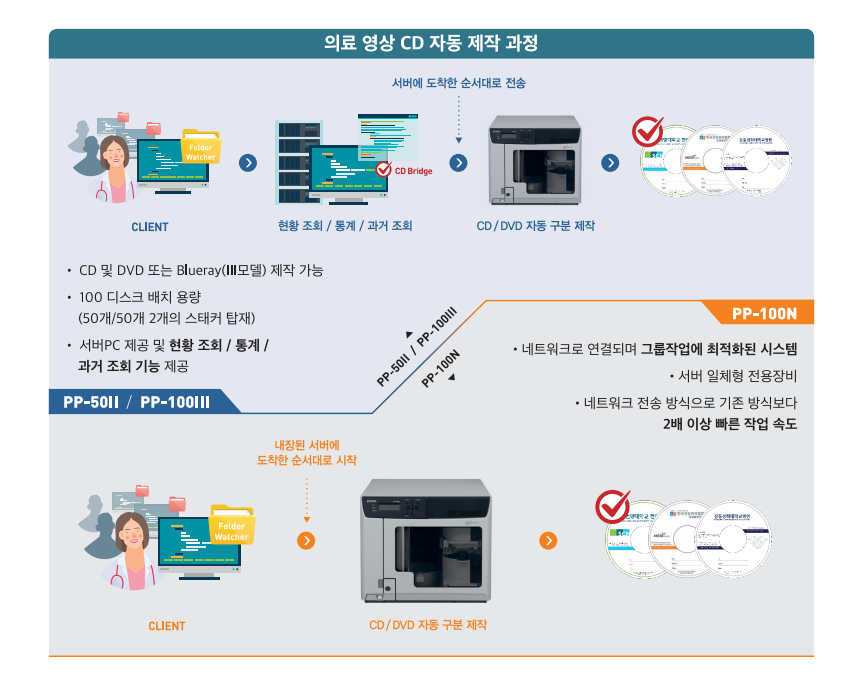 의료 영상 CD 자동 제작 과정
서버에 도착한 순서대로 전송
Folder
Watcher
CD Bridge
CLIENT
현황 조회 / 통계 / 과거 조회
CD / DVD 자동 구분 제작
• CD 및 DVD 또는 Blueray(III모델) 제작 가능
• 100 디스크 배치 용량
(50개/50개 2개의 스태커 탑재)
• 서버PC 제공 및 현황 조회 / 통계 /
과거 조회 기능 제공
PP-50II / PP-100III
PP-50II / PP-100III
PP-100N
PP-100N
• 네트워크로 연결되며 그룹작업에 최적화된 시스템
• 서버 일체형 전용장비
• 네트워크 전송 방식으로 기존 방식보다
2배 이상 빠른 작업 속도
내장된 서버에
도착한 순서대로 시작
Folder
Watcher
CLIENT
CD / DVD 자동 구분 제작